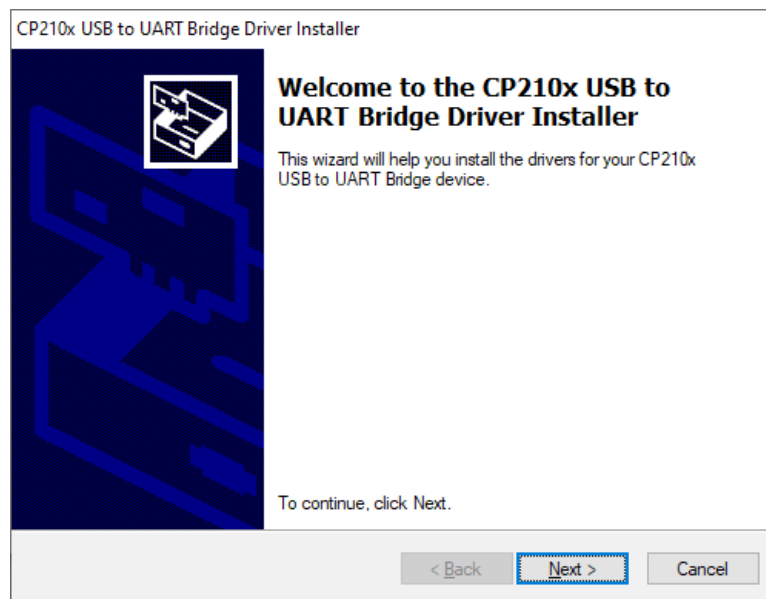 CP210x USB to UART Bridge Driver Installer
Welcome to the CP210x USB to
UART Bridge Driver Installer
This wizard will help you install the drivers for your CP210x
USB to UART Bridge device.
To continue, click Next.
< Back
Next >
Cancel